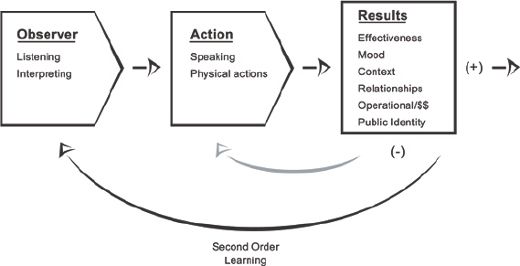 Observer
Listening
Interpreting
Action
Speaking
Physical actions
Results
Effectiveness
Mood
Context
Relationships
Operational/$$
Public Identity
(+)
(-)
Second Order
Learning